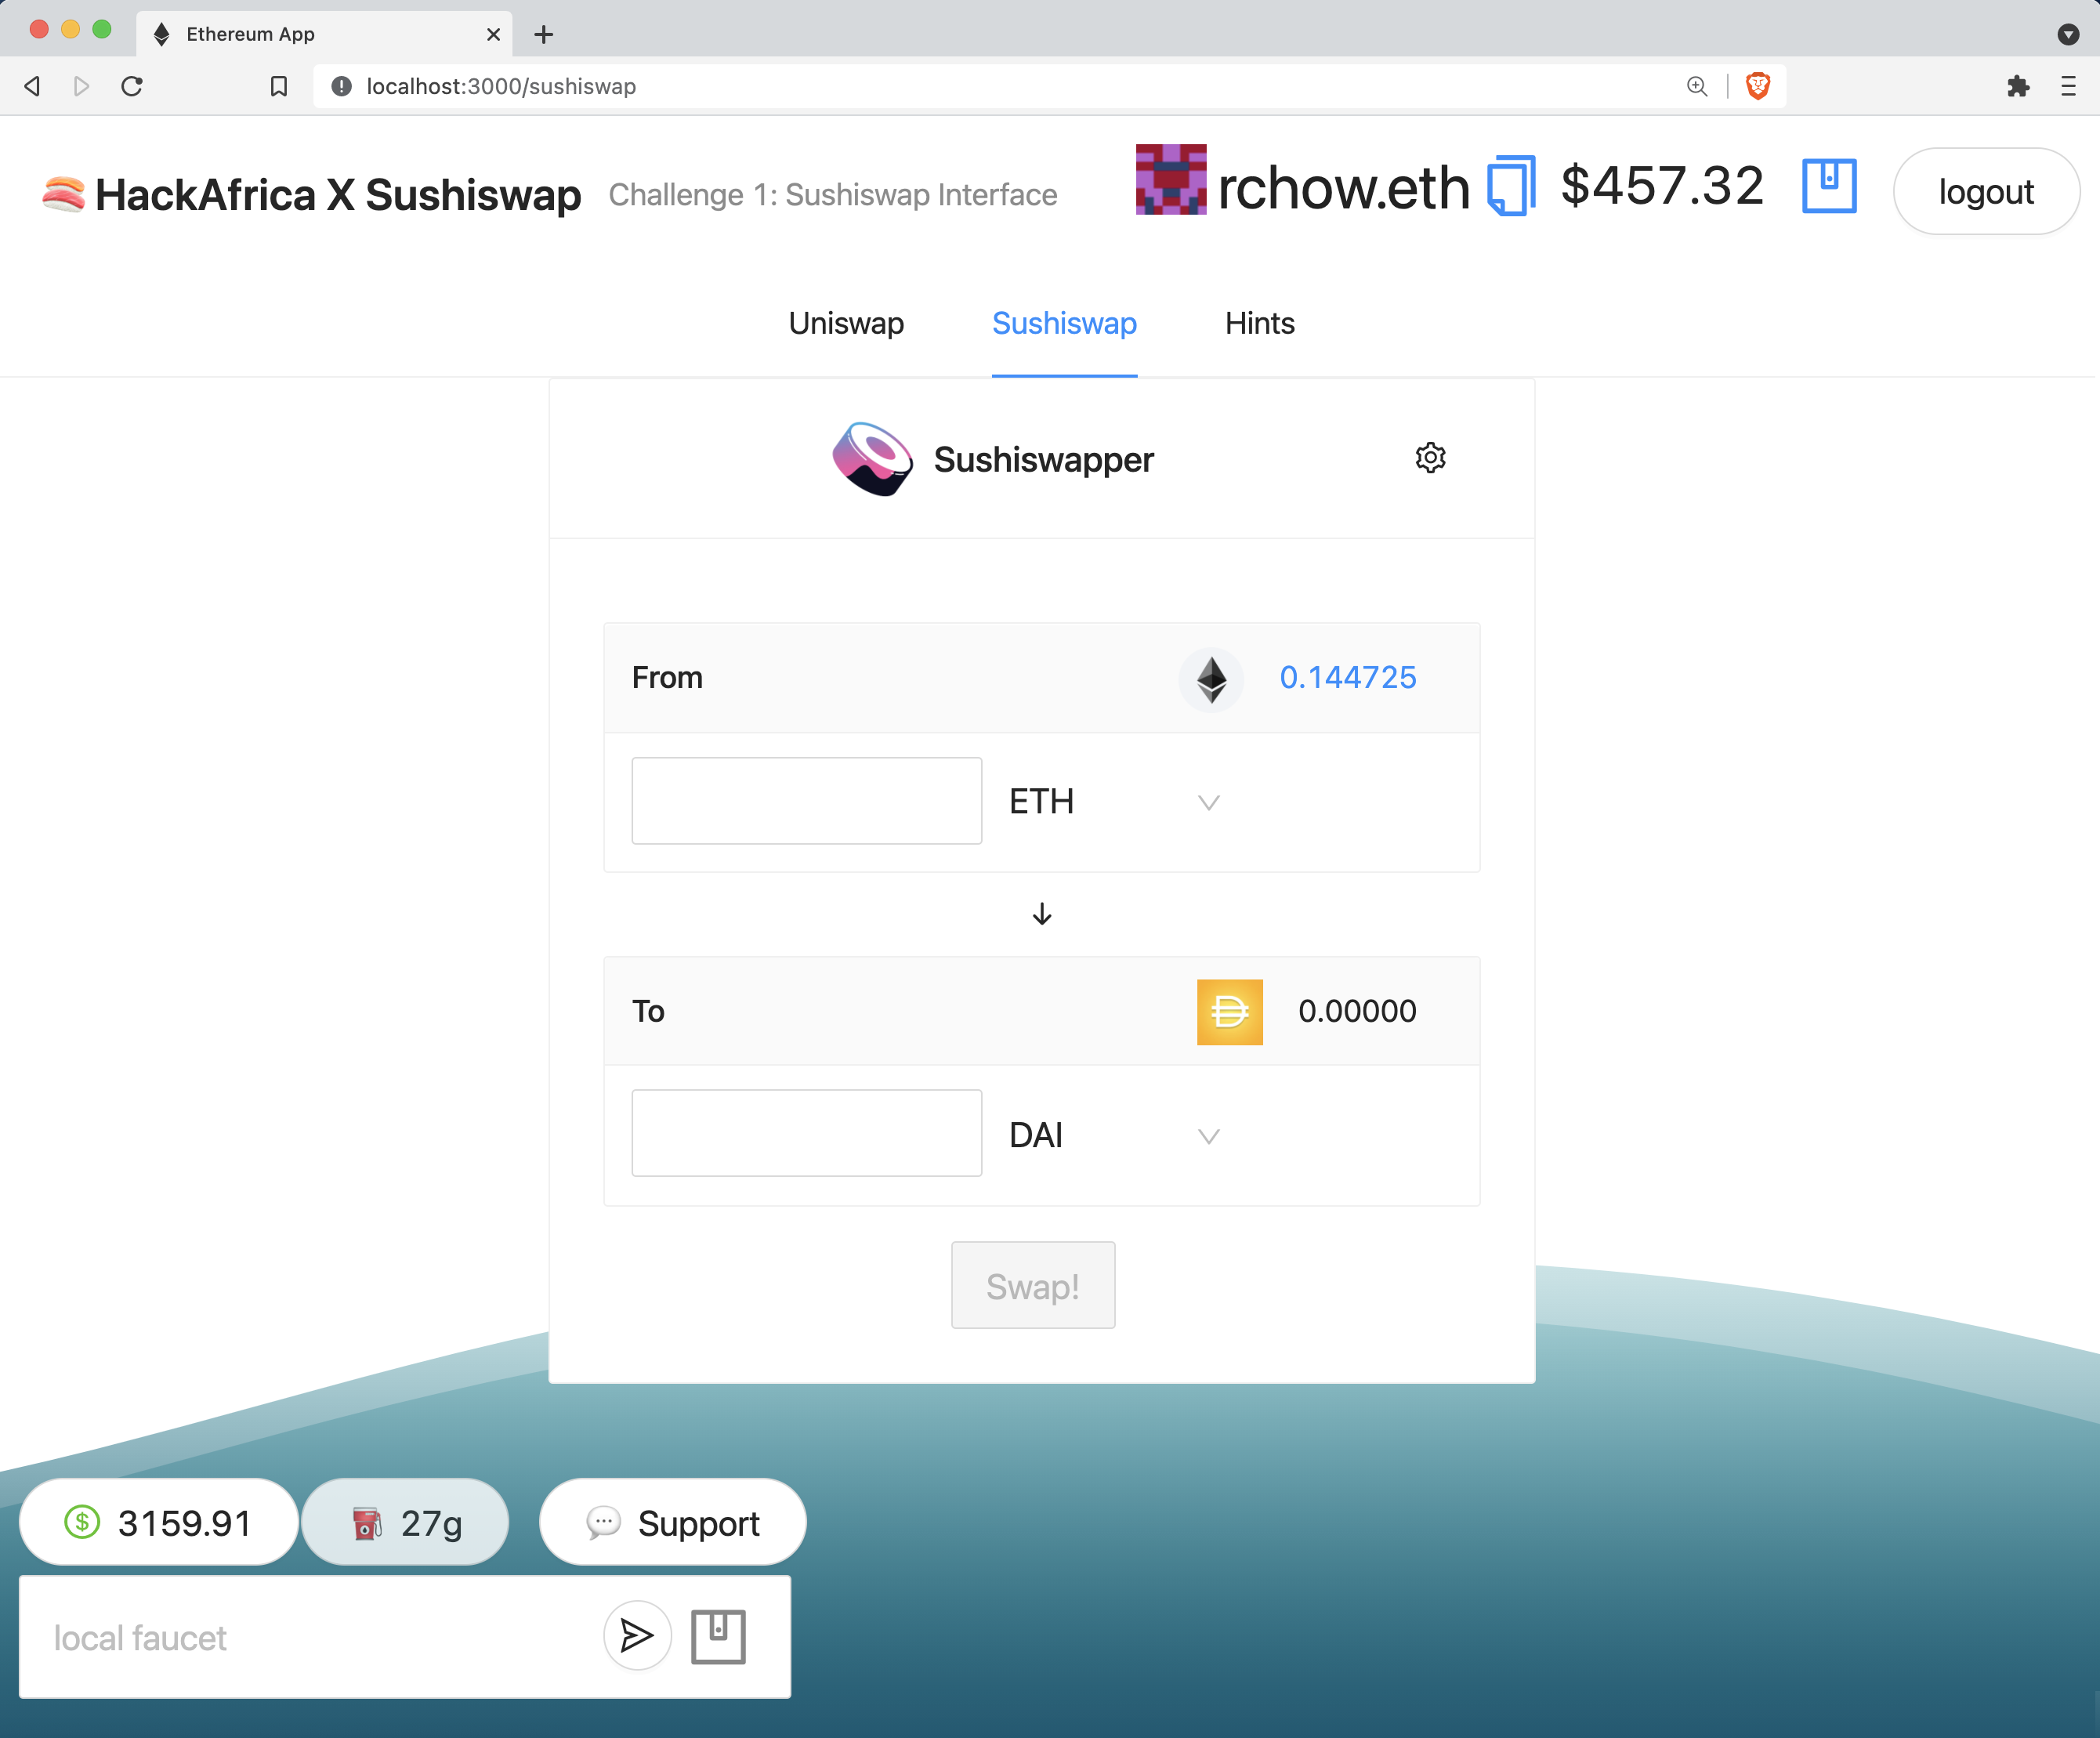 Ethereum App
localhost:3000/sushiswap
HackAfrica X Sushiswap Challenge 1: Sushiswap Interface rchow.eth $457.32 logout
Uniswap Sushiswap Hints
Sushiswapper
From 0.144725
ETH
To 0.00000
DAI
Swap!
3159.91 27g Support
local faucet